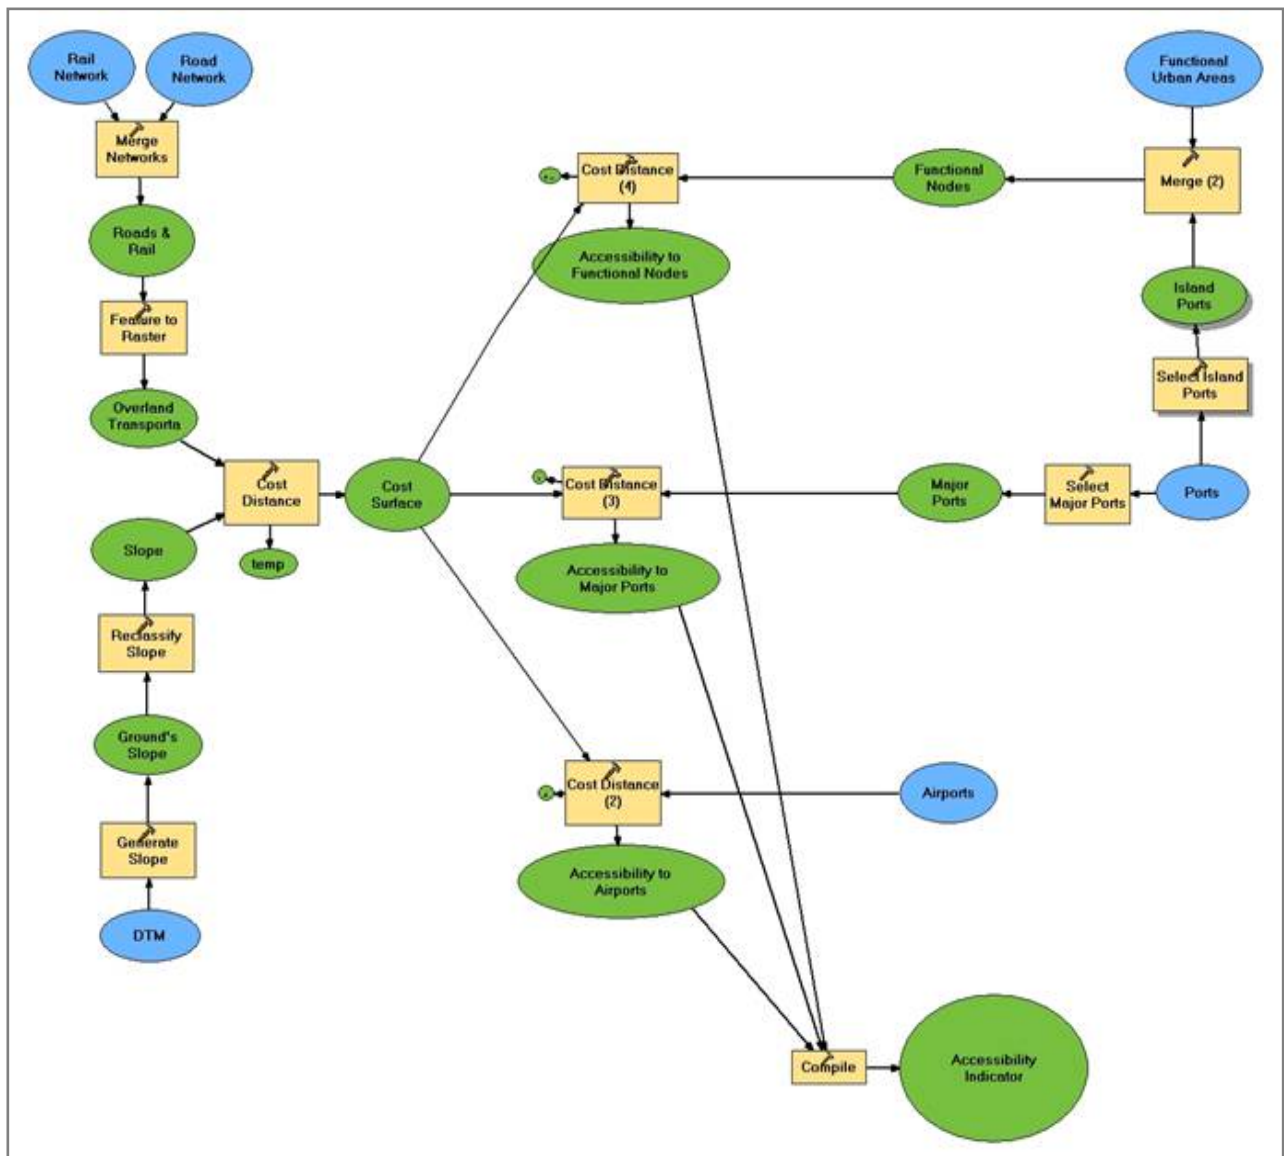 Rail
Network
Road
Network
Merge
Networks
Roads &
Rail
Feature to
Raster
Overland
Transporta
Cost
Distance
temp
Slope
Reclassify
Slope
Ground's
Slope
Generate
Slope
DTM
Cost
Surface
Cost Distance
(4)
Accessibility to
Functional Nodes
Cost Distance
(3)
Accessibility to
Major Ports
Cost Distance
(2)
Accessibility to
Airports
Functional
Urban Areas
Merge (2)
Functional
Nodes
Island
Ports
Select Island
Ports
Ports
Select
Major Ports
Major
Ports
Airports
Compile
Accessibility
Indicator